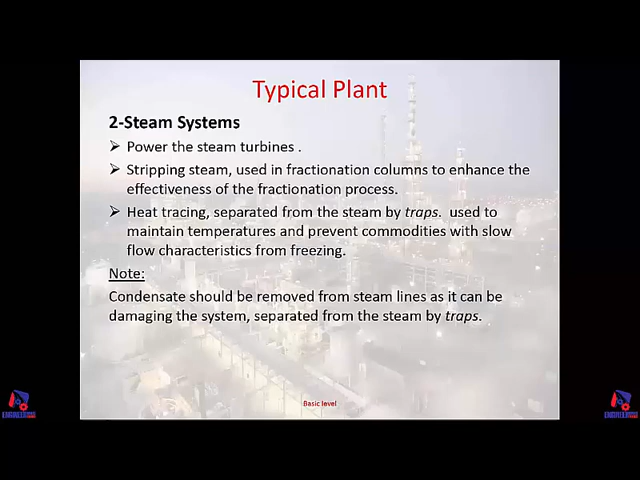 Typical Plant
2-Steam Systems
➢ Power the steam turbines .
➢ Stripping steam, used in fractionation columns to enhance the
effectiveness of the fractionation process.
➢ Heat tracing, separated from the steam by traps. used to
maintain temperatures and prevent commodities with slow
flow characteristics from freezing.
Note:
Condensate should be removed from steam lines as it can be
damaging the system, separated from the steam by traps.
Basic level